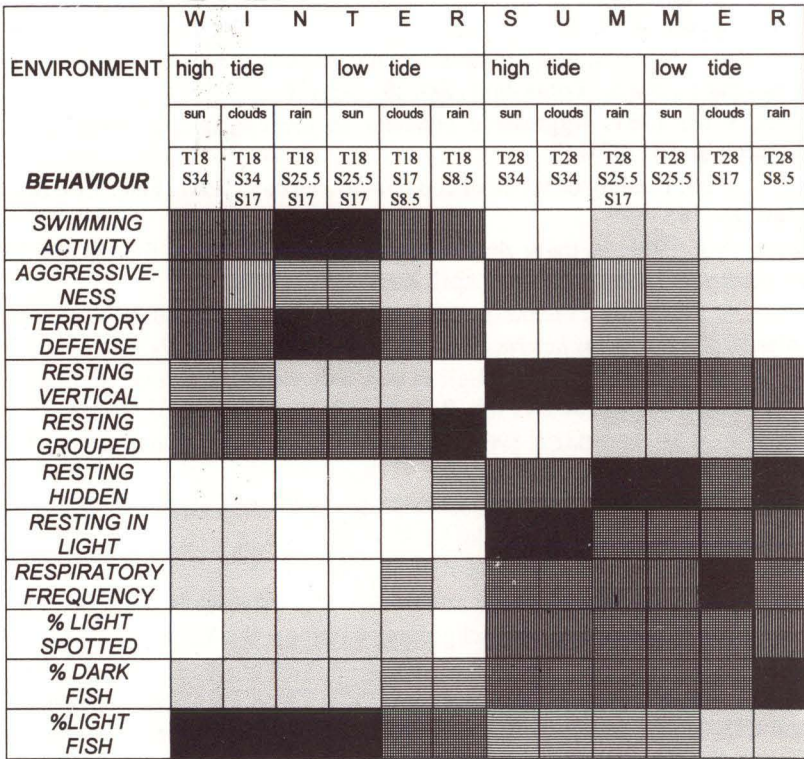 W I N T E R S U M M E R
ENVIRONMENT high tide low tide high tide low tide
sun clouds rain sun clouds rain sun clouds rain sun clouds rain
BEHAVIOUR
T18 T18 T18 T18 T18 T18 T28 T28 T28 T28 T28 T28
S34 S34 S25.5 S25.5 S17 S8.5 S34 S34 S25.5 S25.5 S17 S8.5
S17 S17 S17 S8.5 S17
SWIMMING
ACTIVITY
AGGRESSIVE-
NESS
TERRITORY
DEFENSE
RESTING
VERTICAL
RESTING
GROUPED
RESTING
HIDDEN
RESTING IN
LIGHT
RESPIRATORY
FREQUENCY
% LIGHT
SPOTTED
% DARK
FISH
%LIGHT
FISH